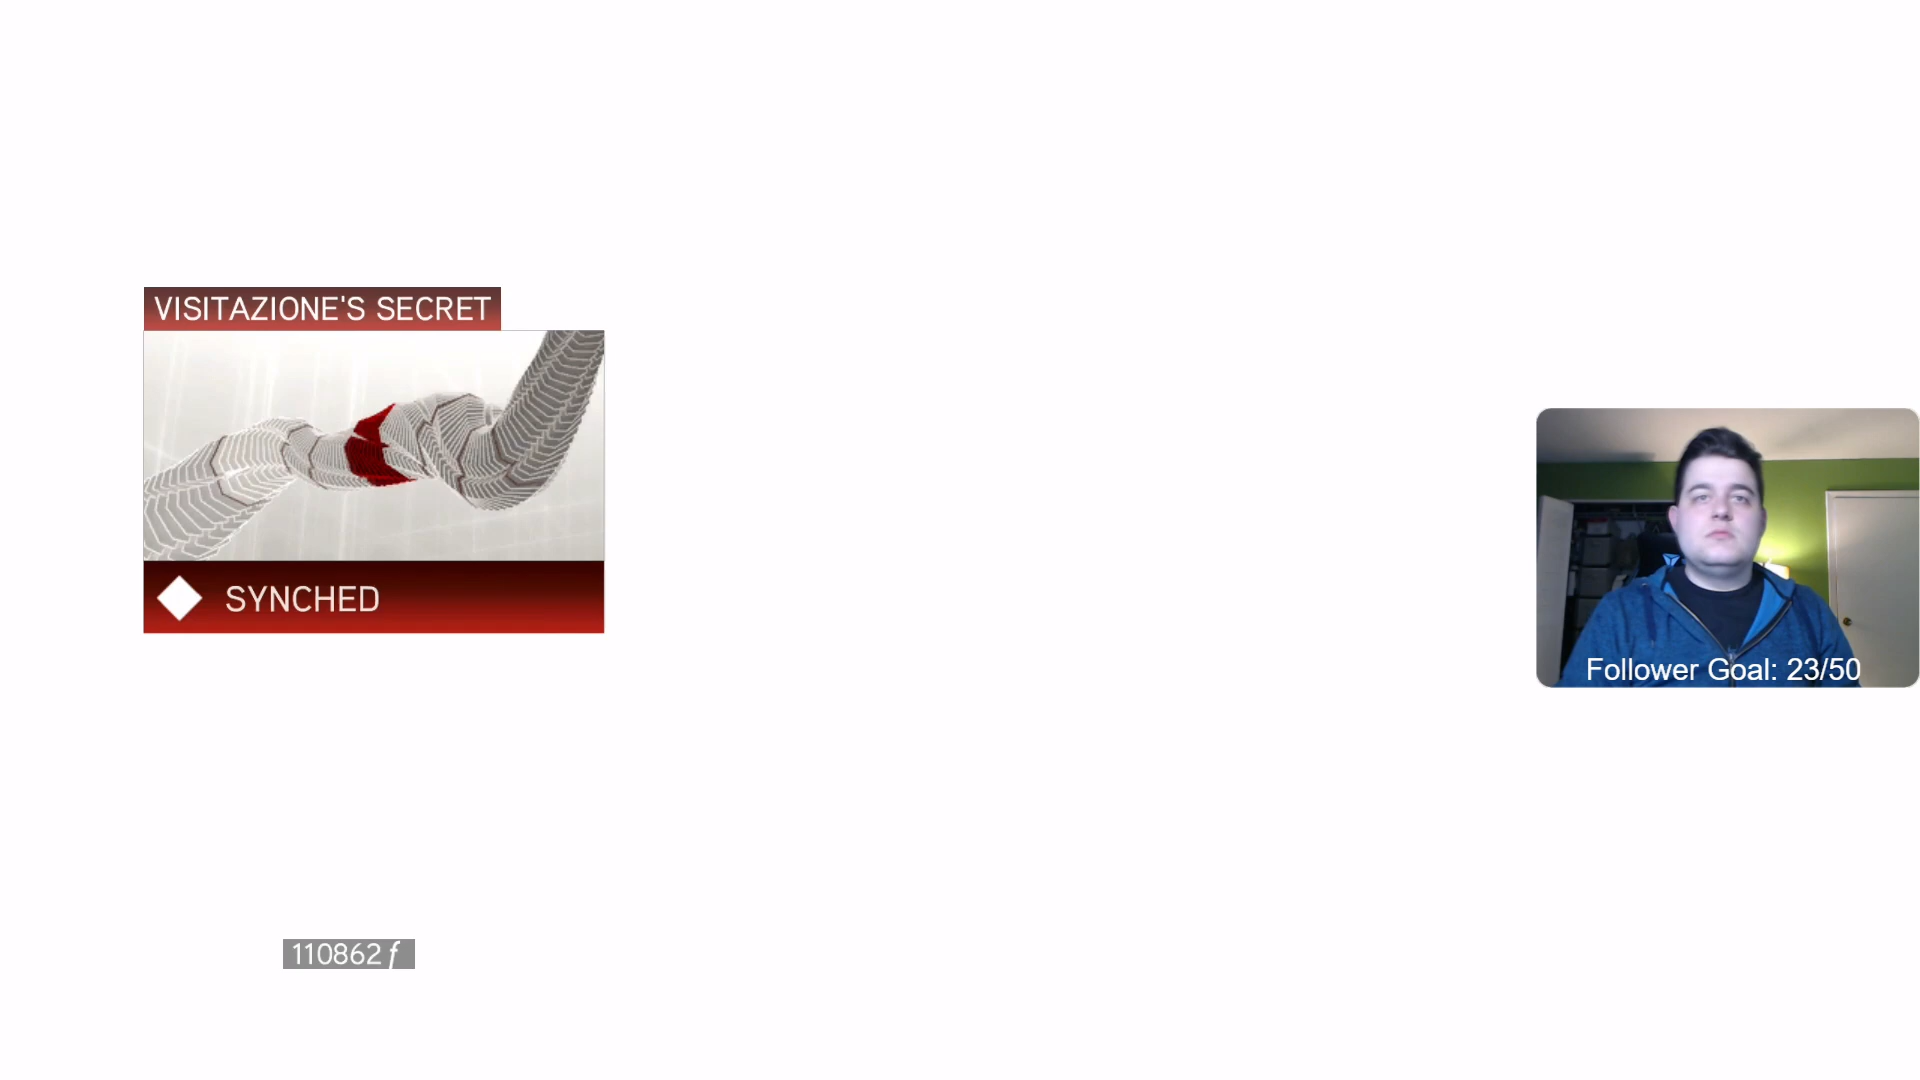 VISITAZIONE'S SECRET
SYNCHED
Follower Goal: 23/50
110862 ƒ